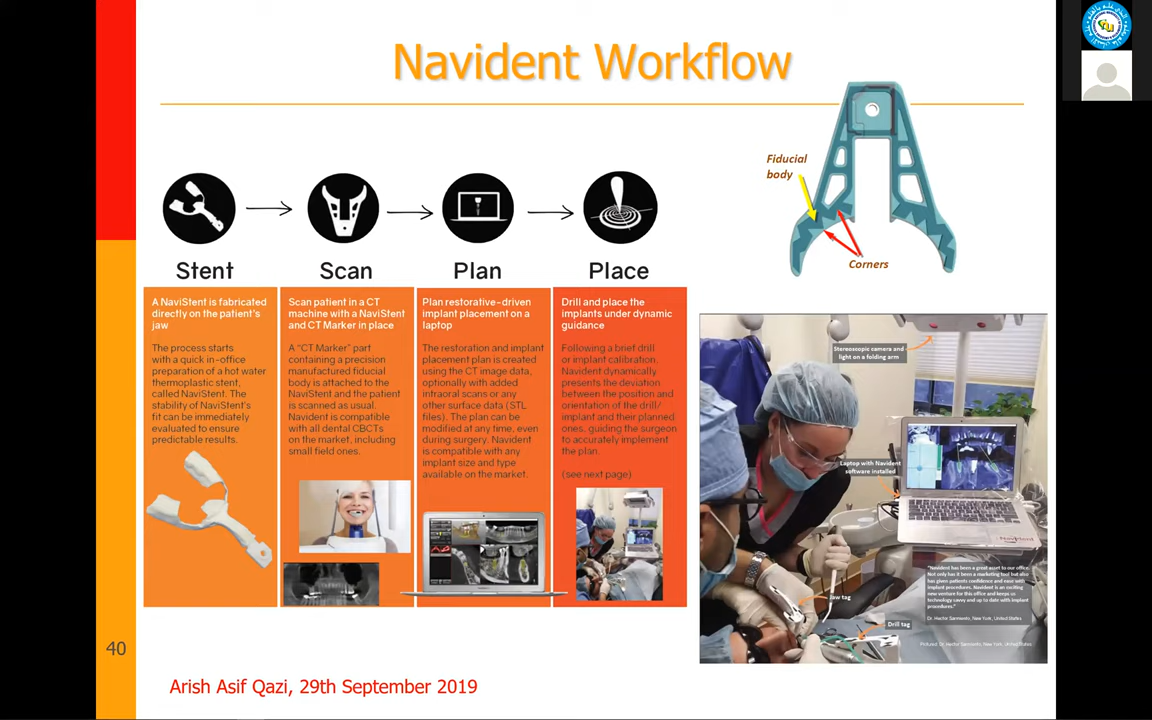 Navident Workflow
Stent
Scan
Plan
Place
A NaviStent is fabricated
directly on the patient's
jaw
The process starts
with a quick in-office
preparation of a hot water
thermoplastic stent,
called NaviStent. The
stability of NaviStent's
fit can be immediately
evaluated to ensure
predictable results.
Scan patient in a CT
machine with a NaviStent
and CT Marker in place
A "CT Marker" part
containing a precision
manufactured fiducial
body is attached to the
NaviStent and the patient
is scanned as usual.
Navident is compatible
with all dental CBCTs
on the market, including
small field ones.
Plan restorative-driven
implant placement on a
laptop
The restoration and implant
placement plan is created
using the CT image data,
optionally with added
intraoral scans or any
other surface data (STL
files). The plan can be
modified at any time, even
during surgery. Navident
is compatible with any
implant size and type
available on the market.
Drill and place the
implants under dynamic
guidance
Following a brief drill
or implant calibration,
Navident dynamically
presents the deviation
between the position and
orientation of the drill/
implant and their planned
ones, guiding the surgeon
to accurately implement
the plan.
(see next page)
Fiducial
body
Corners
Stereoscopic camera and
light on a folding arm
Laptop with Navident
software installed
Jaw tag
Drill tag
Navident
"Navident has been a great asset to our office.
Not only has it been a marketing tool but also
has given patients confidence and ease with
implant procedures. Navident is an exciting
new venture for this office and keeps us
technology savvy and up to date with implant
procedures."
Dr. Hector Sarmiento, New York, United States
Pictured: Dr. Hector Sarmiento, New York, United States
40
Arish Asif Qazi, 29th September 2019